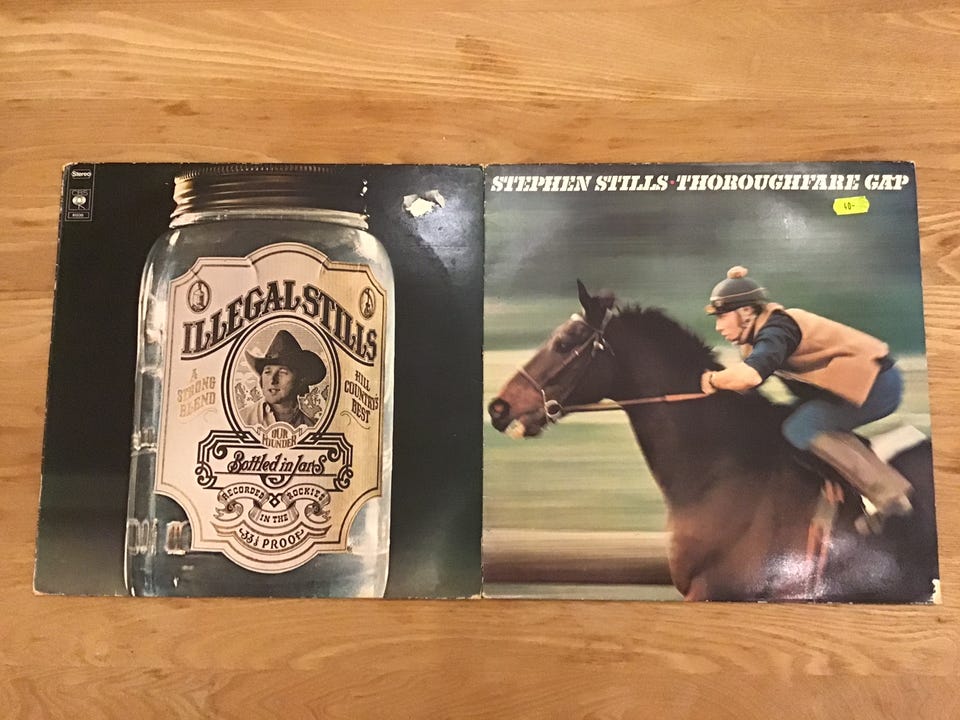 Stereo
CBS
ILLEGAL STILLS
A
STRONG
BLEND
HILL
COUNTRY'S
BEST
OUR
FOUNDER
Bottled in Jars
RECORDED
IN THE
ROCKIES
33⅓ PROOF
STEPHEN STILLS·THOROUGHFARE GAP
40-